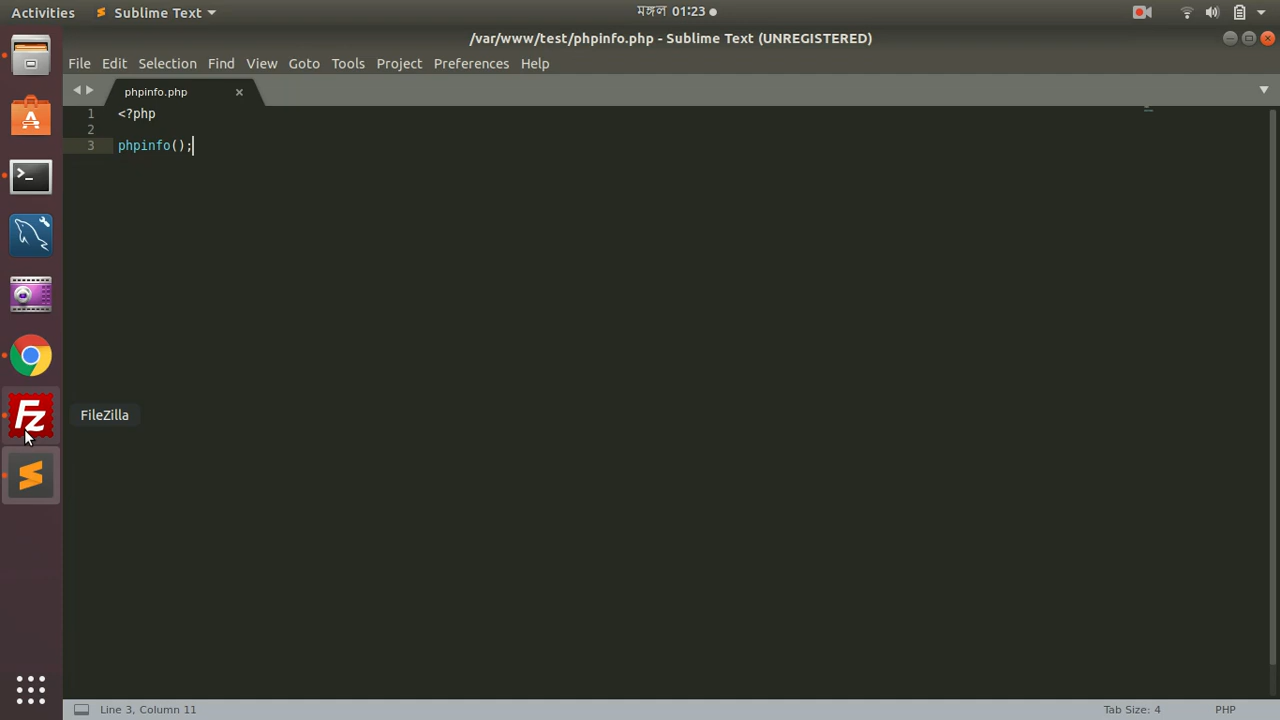 Activities
Sublime Text
মঙ্গল 01:23
/var/www/test/phpinfo.php - Sublime Text (UNREGISTERED)
File Edit Selection Find View Goto Tools Project Preferences Help
phpinfo.php
1 <?php
2
3 phpinfo();
FileZilla
Line 3, Column 11
Tab Size: 4
PHP